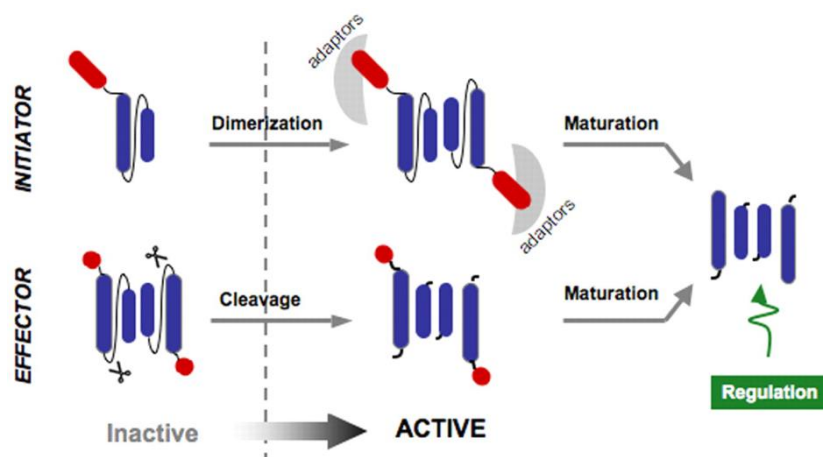 INITIATOR
Dimerization
adaptors
adaptors
Maturation
EFFECTOR
Cleavage
Maturation
Regulation
Inactive
ACTIVE